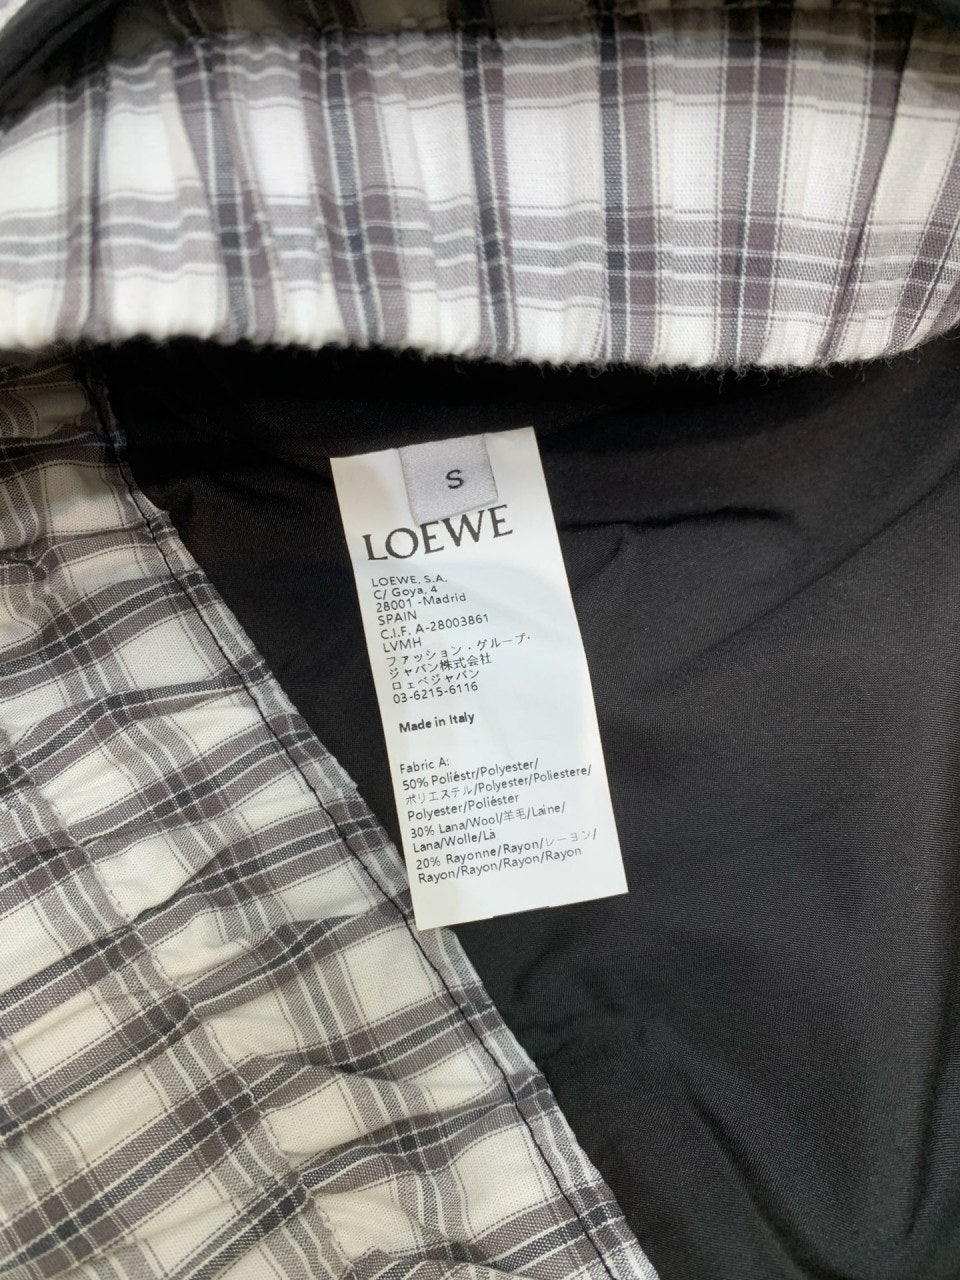 S
LOEWE
LOEWE, S.A.
C/ Goya, 4
28001 -Madrid
SPAIN
C.I.F. A-28003861
LVMH
ファッション・グループ・
ジャパン株式会社
ロェベジャパン
03-6215-6116
Made in Italy
Fabric A:
50% Poliéstr/Polyester/
ポリエステル/Polyester/Poliestere/
Polyester/Poliéster
30% Lana/Wool/羊毛/Laine/
Lana/Wolle/Lã
20% Rayonne/Rayon/レーヨン/
Rayon/Rayon/Rayon/Rayon